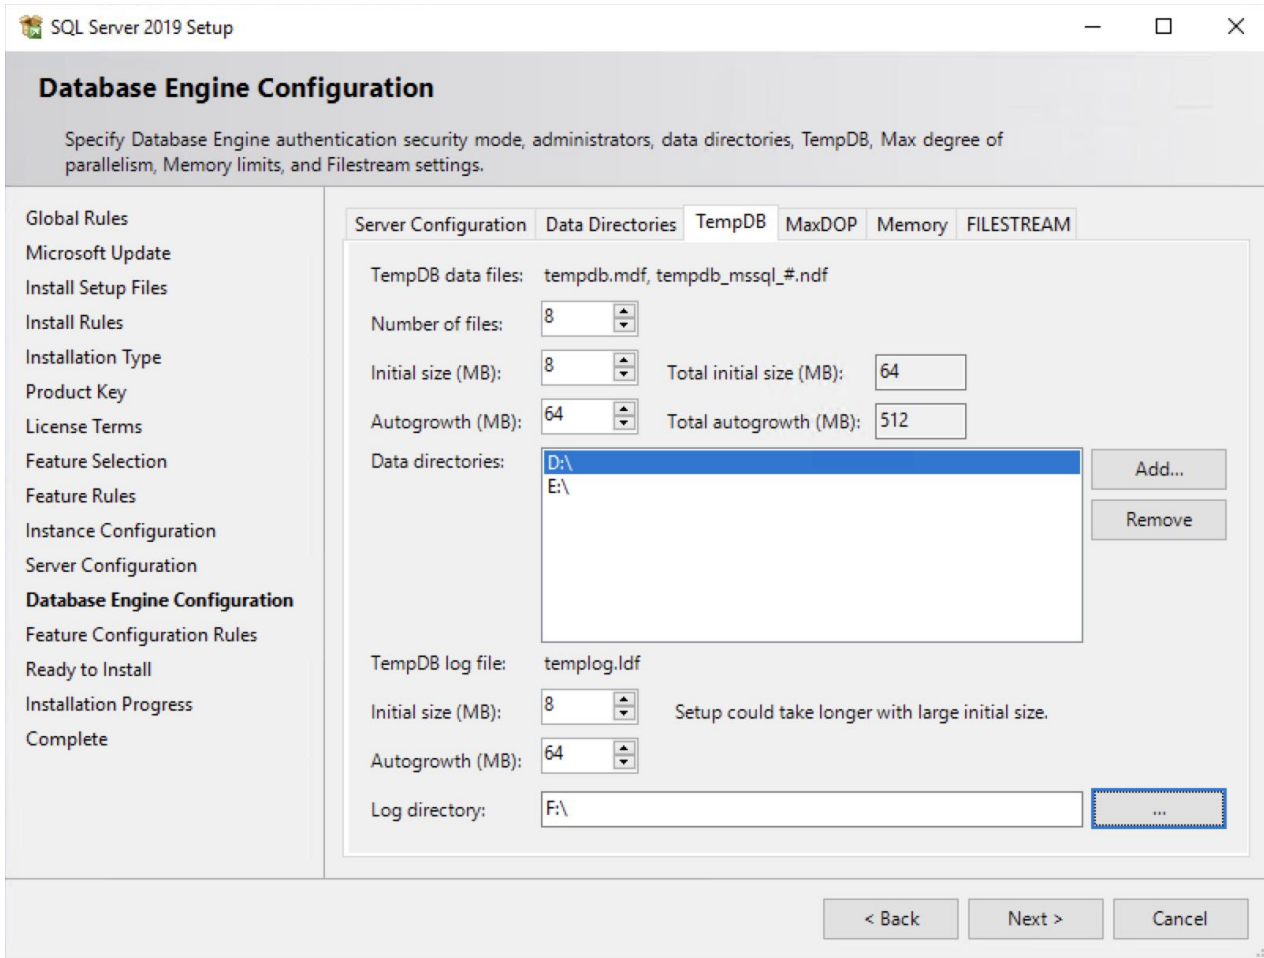 SQL Server 2019 Setup
Database Engine Configuration
Specify Database Engine authentication security mode, administrators, data directories, TempDB, Max degree of
parallelism, Memory limits, and Filestream settings.
Global Rules
Microsoft Update
Install Setup Files
Install Rules
Installation Type
Product Key
License Terms
Feature Selection
Feature Rules
Instance Configuration
Server Configuration
Database Engine Configuration
Feature Configuration Rules
Ready to Install
Installation Progress
Complete
Server Configuration Data Directories TempDB MaxDOP Memory FILESTREAM
TempDB data files: tempdb.mdf, tempdb_mssql_#.ndf
Number of files: 8
Initial size (MB): 8 Total initial size (MB): 64
Autogrowth (MB): 64 Total autogrowth (MB): 512
Data directories: D:\ Add...
E:\
Remove
TempDB log file: templog.ldf
Initial size (MB): 8 Setup could take longer with large initial size.
Autogrowth (MB): 64
Log directory: F:\ ...
< Back Next > Cancel